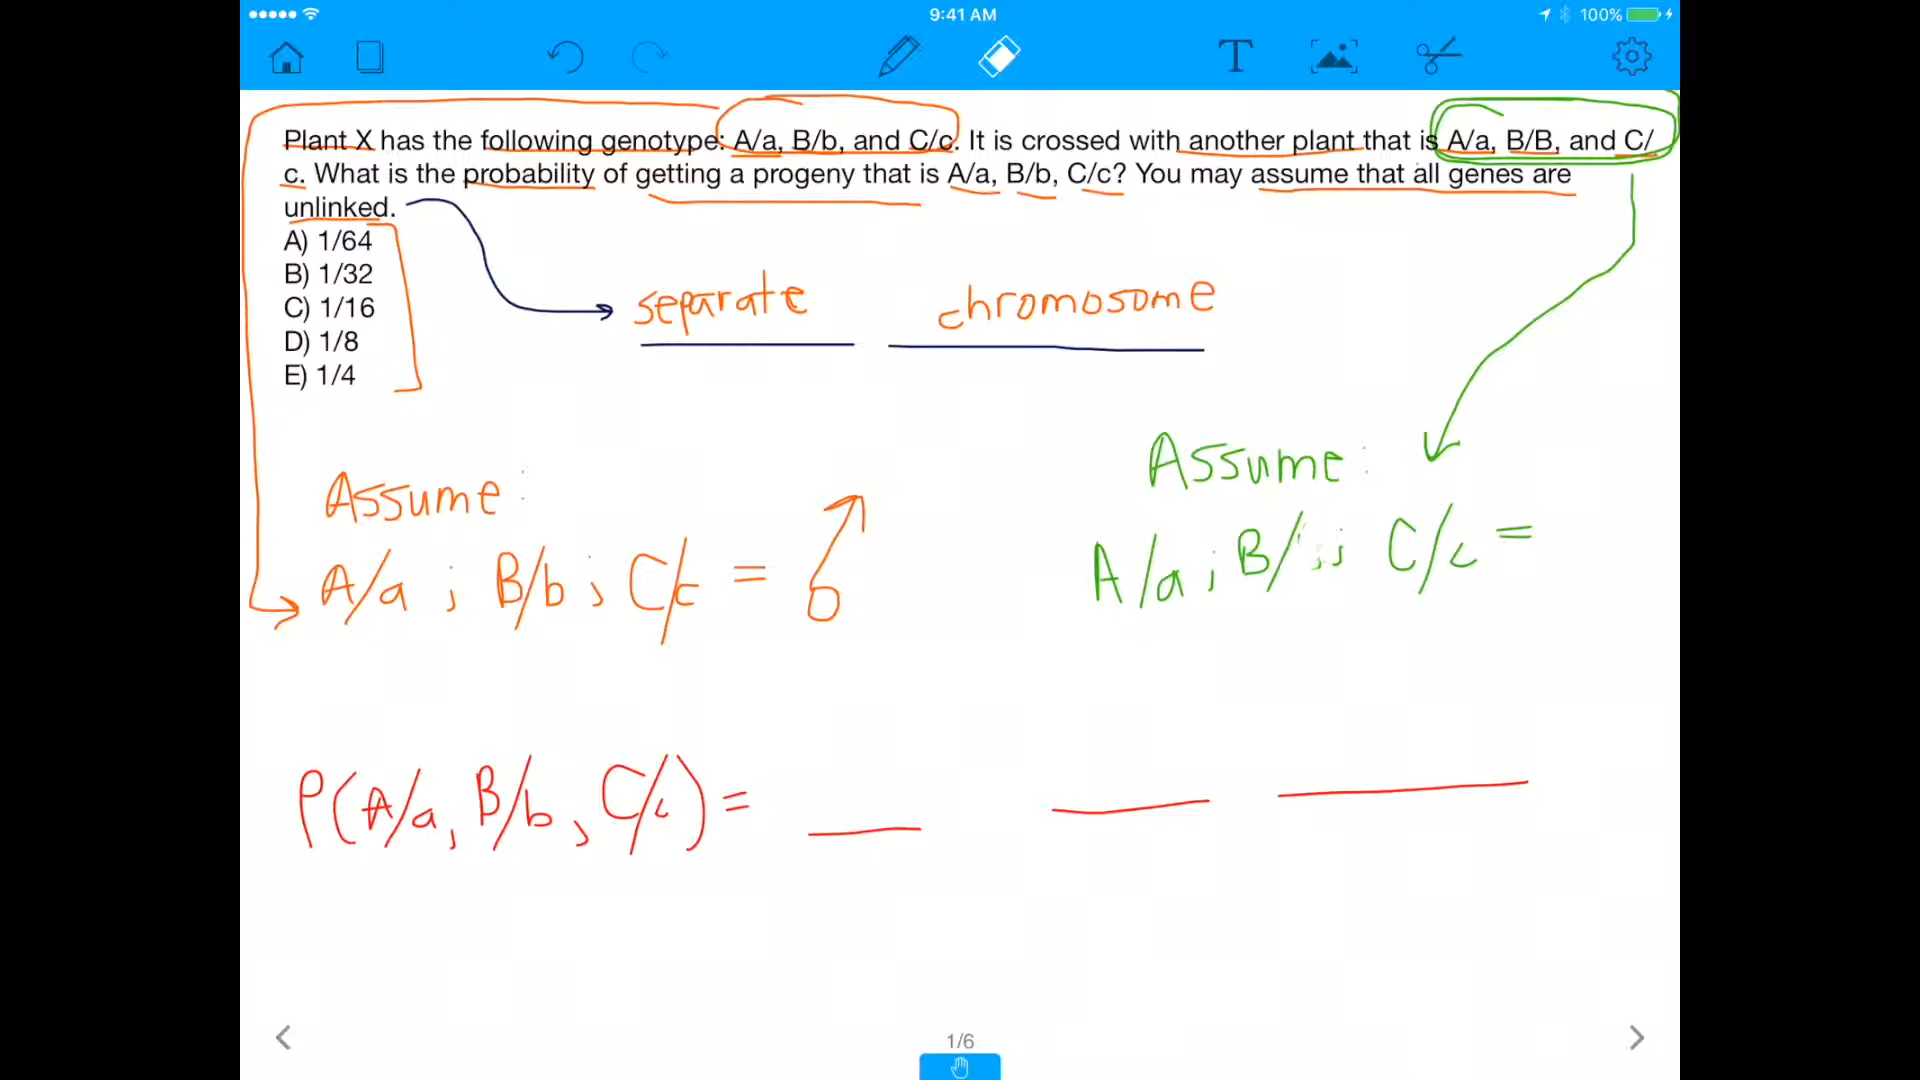 9:41 AM
100%
T
Plant X has the following genotype: A/a, B/b, and C/c. It is crossed with another plant that is A/a, B/B, and C/
c. What is the probability of getting a progeny that is A/a, B/b, C/c? You may assume that all genes are
unlinked.
A) 1/64
B) 1/32
C) 1/16
D) 1/8
E) 1/4
separate chromosome
Assume:
A/a ; B/b ; C/c = ♂
Assume:
A/a ; B/ ; C/c =
P(A/a, B/b, C/c) =
1/6